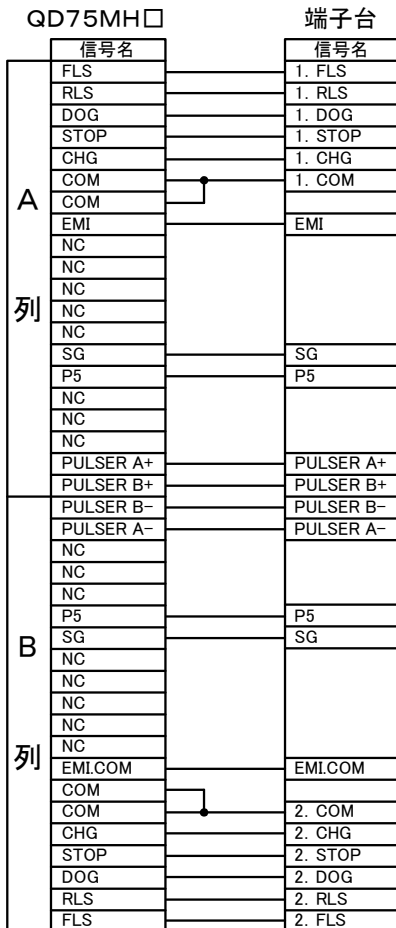 QD75MH□ 端子台
信号名 信号名
FLS 1. FLS
RLS 1. RLS
DOG 1. DOG
STOP 1. STOP
CHG 1. CHG
COM 1. COM
A
COM
EMI EMI
NC
NC
NC
NC
列
NC
SG SG
P5 P5
NC
NC
NC
PULSER A+ PULSER A+
PULSER B+ PULSER B+
PULSER B- PULSER B-
PULSER A- PULSER A-
NC
NC
NC
P5 P5
B
SG SG
NC
NC
NC
NC
NC
列
EMI.COM EMI.COM
COM
COM 2. COM
CHG 2. CHG
STOP 2. STOP
DOG 2. DOG
RLS 2. RLS
FLS 2. FLS